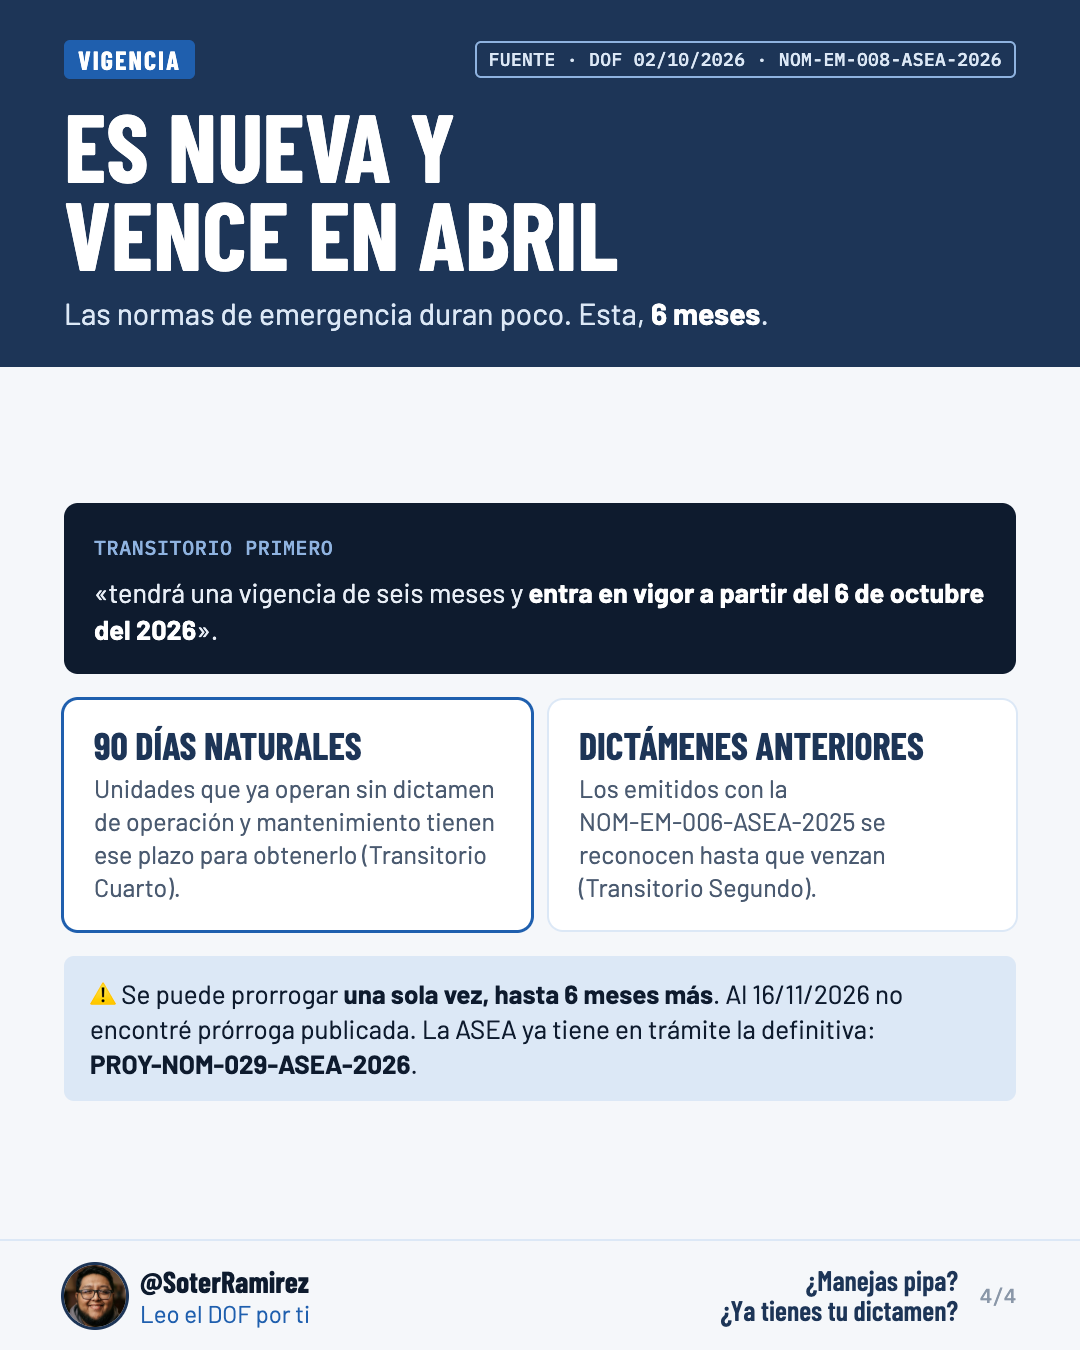 VIGENCIA
FUENTE · DOF 02/10/2026 · NOM-EM-008-ASEA-2026
ES NUEVA Y
VENCE EN ABRIL
Las normas de emergencia duran poco. Esta, 6 meses.
TRANSITORIO PRIMERO
«tendrá una vigencia de seis meses y entra en vigor a partir del 6 de octubre
del 2026».
90 DÍAS NATURALES
Unidades que ya operan sin dictamen
de operación y mantenimiento tienen
ese plazo para obtenerlo (Transitorio
Cuarto).
DICTÁMENES ANTERIORES
Los emitidos con la
NOM-EM-006-ASEA-2025 se
reconocen hasta que venzan
(Transitorio Segundo).
⚠️ Se puede prorrogar una sola vez, hasta 6 meses más. Al 16/11/2026 no
encontré prórroga publicada. La ASEA ya tiene en trámite la definitiva:
PROY-NOM-029-ASEA-2026.
@SoterRamirez
Leo el DOF por ti
¿Manejas pipa?
¿Ya tienes tu dictamen?
4/4